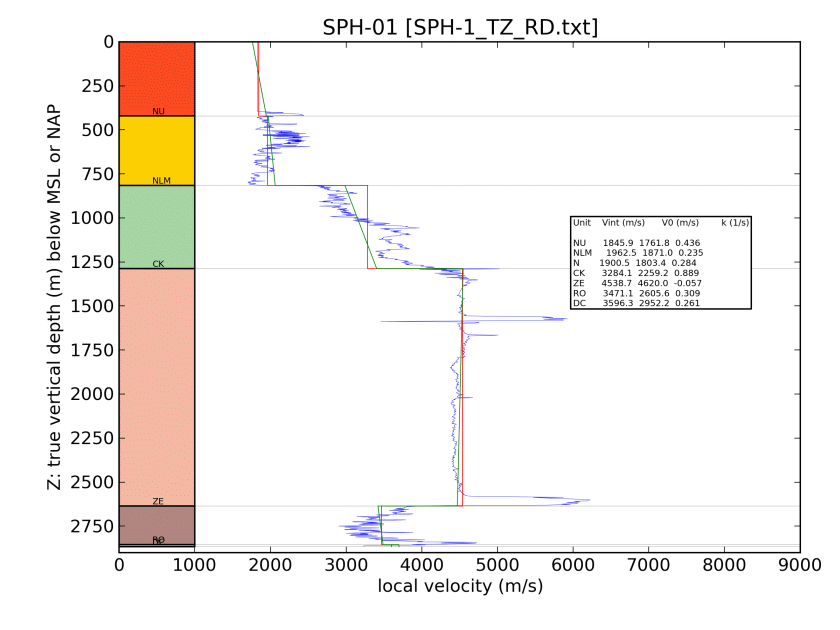 SPH-01 [SPH-1_TZ_RD.txt]
0
250
500
750
1000
1250
1500
1750
2000
2250
2500
2750
Z: true vertical depth (m) below MSL or NAP
NU
NLM
CK
ZE
RO
Unit Vint (m/s) V0 (m/s) k (1/s)
NU 1845.9 1761.8 0.436
NLM 1962.5 1871.0 0.235
N 1900.5 1803.4 0.284
CK 3284.1 2259.2 0.889
ZE 4538.7 4620.0 -0.057
RO 3471.1 2605.6 0.309
DC 3596.3 2952.2 0.261
0 1000 2000 3000 4000 5000 6000 7000 8000 9000
local velocity (m/s)